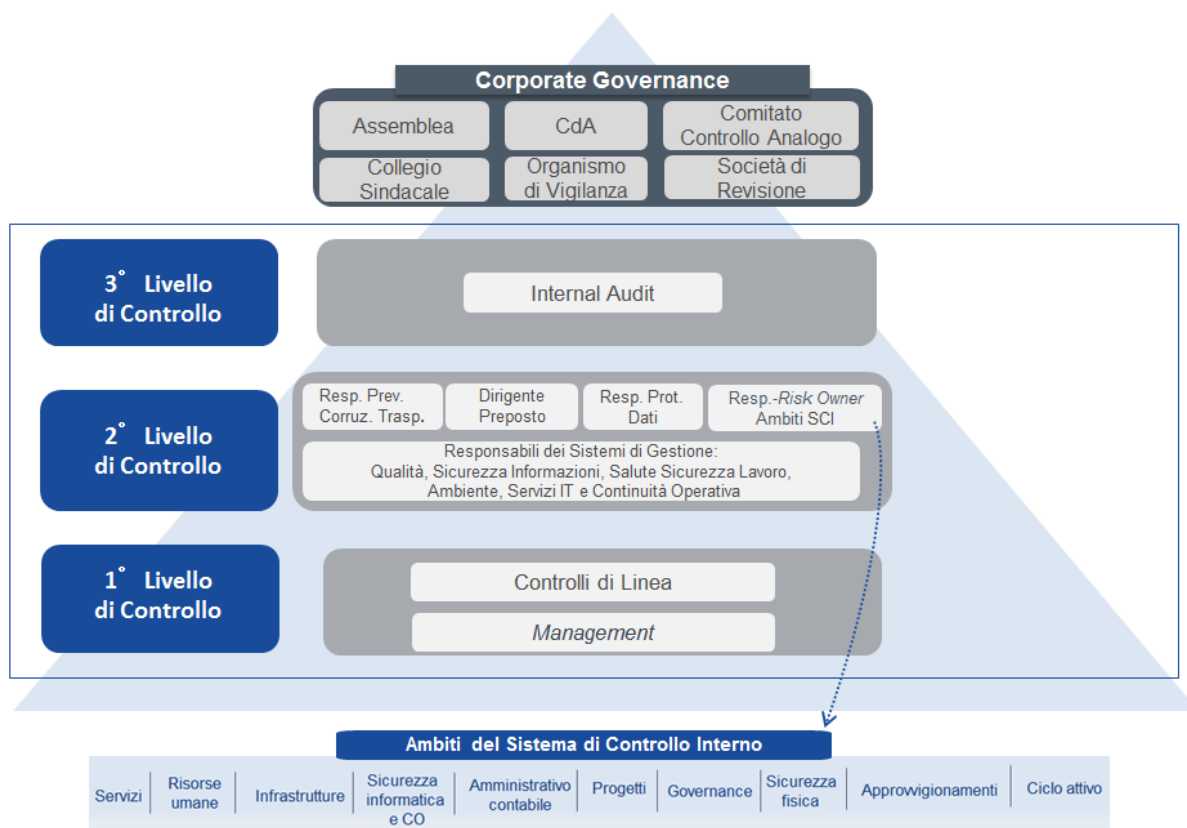 Corporate Governance
Assemblea
CdA
Comitato
Controllo Analogo
Collegio
Sindacale
Organismo
di Vigilanza
Società di
Revisione
3° Livello
di Controllo
Internal Audit
2° Livello
di Controllo
Resp. Prev.
Corruz. Trasp.
Dirigente
Preposto
Resp. Prot.
Dati
Resp.-Risk Owner
Ambiti SCI
Responsabili dei Sistemi di Gestione:
Qualità, Sicurezza Informazioni, Salute Sicurezza Lavoro,
Ambiente, Servizi IT e Continuità Operativa
1° Livello
di Controllo
Controlli di Linea
Management
Ambiti del Sistema di Controllo Interno
Servizi
Risorse
umane
Infrastrutture
Sicurezza
informatica
e CO
Amministrativo
contabile
Progetti
Governance
Sicurezza
fisica
Approvvigionamenti
Ciclo attivo